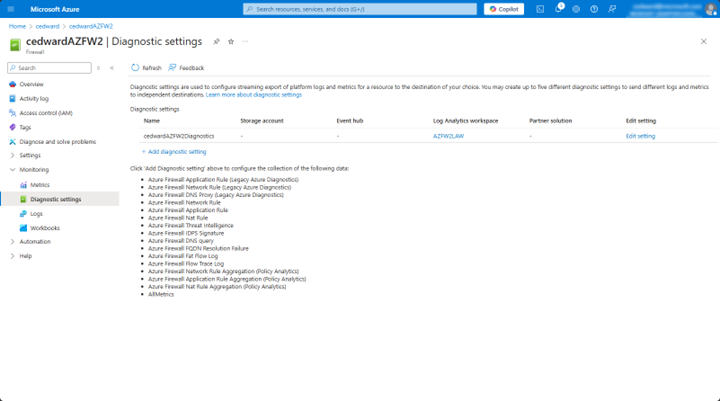 Microsoft Azure
Search resources, services, and docs (G+/)
Copilot
Home > cedward > cedwardAZFW2 >
cedwardAZFW2 | Diagnostic settings
Firewall
Search
Refresh
Feedback
Overview
Activity log
Access control (IAM)
Tags
Diagnose and solve problems
Settings
Monitoring
Metrics
Diagnostic settings
Logs
Workbooks
Automation
Help
Diagnostic settings are used to configure streaming export of platform logs and metrics for a resource to the destination of your choice. You may create up to five different diagnostic settings to send different logs and metrics
to independent destinations. Learn more about diagnostic settings
Diagnostic settings
Name Storage account Event hub Log Analytics workspace Partner solution Edit setting
cedwardAZFW2Diagnostics - - AZFW2LAW - Edit setting
+ Add diagnostic setting
Click 'Add Diagnostic setting' above to configure the collection of the following data:
• Azure Firewall Application Rule (Legacy Azure Diagnostics)
• Azure Firewall Network Rule (Legacy Azure Diagnostics)
• Azure Firewall DNS Proxy (Legacy Azure Diagnostics)
• Azure Firewall Network Rule
• Azure Firewall Application Rule
• Azure Firewall Nat Rule
• Azure Firewall Threat Intelligence
• Azure Firewall IDPS Signature
• Azure Firewall DNS query
• Azure Firewall FQDN Resolution Failure
• Azure Firewall Fat Flow Log
• Azure Firewall Flow Trace Log
• Azure Firewall Network Rule Aggregation (Policy Analytics)
• Azure Firewall Application Rule Aggregation (Policy Analytics)
• Azure Firewall Nat Rule Aggregation (Policy Analytics)
• AllMetrics